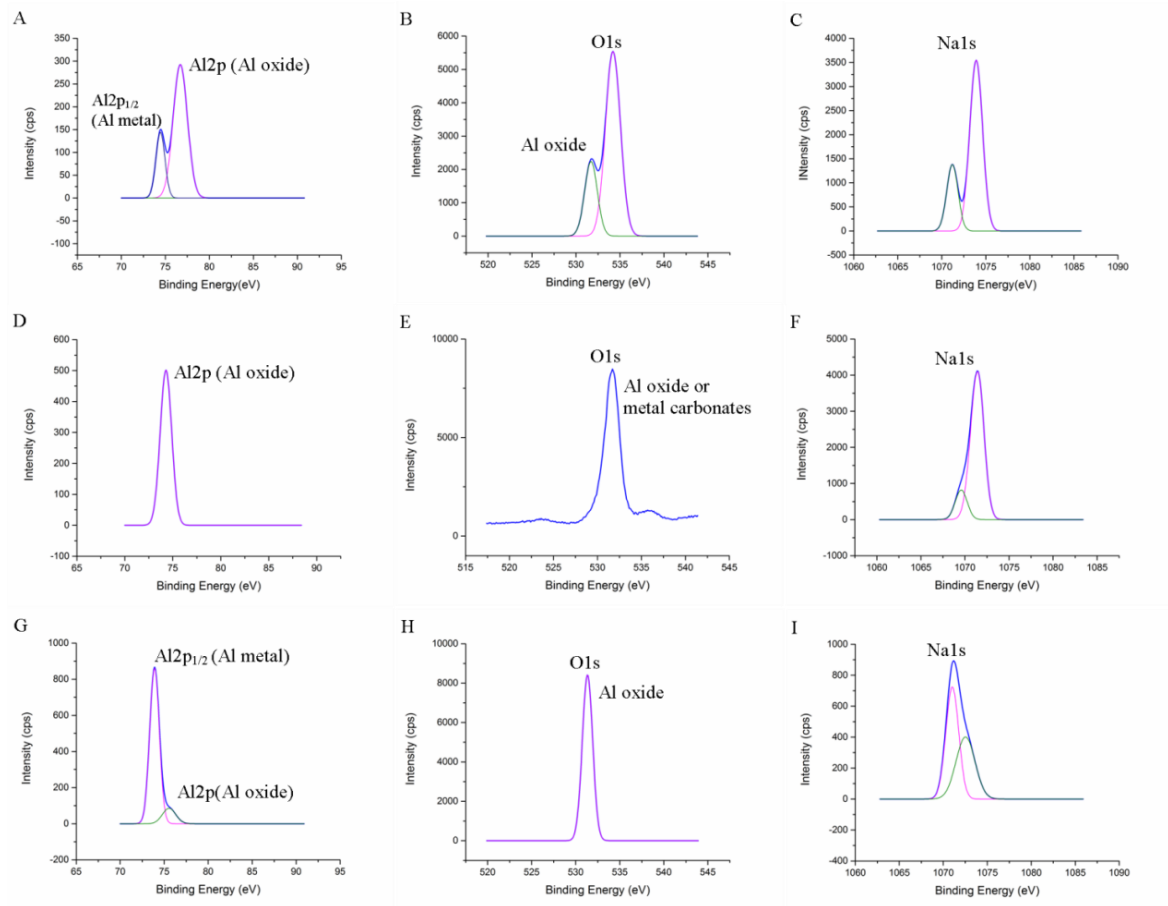 A
350
300
250
200
150
100
50
0
-50
-100
65 70 75 80 85 90 95
Intensity (cps)
Binding Energy (eV)
Al2p (Al oxide)
Al2p1/2
(Al metal)
B
6000
5000
4000
3000
2000
1000
0
520 525 530 535 540 545
Intensity (cps)
Binding Energy (eV)
O1s
Al oxide
C
4000
3500
3000
2500
2000
1500
1000
500
0
-500
1060 1065 1070 1075 1080 1085 1090
INtensity (cps)
Binding Energy(eV)
Na1s
D
600
500
400
300
200
100
0
-100
65 70 75 80 85 90
Intensity (cps)
Binding Energy (eV)
Al2p (Al oxide)
E
10000
5000
0
515 520 525 530 535 540 545
Intensity (cps)
Binding Energy (eV)
O1s
Al oxide or
metal carbonates
F
5000
4000
3000
2000
1000
0
-1000
1060 1065 1070 1075 1080 1085
Intensity (cps)
Binding Energy (eV)
Na1s
G
1000
800
600
400
200
0
-200
65 70 75 80 85 90 95
Intensity (cps)
Binding Energy (eV)
Al2p1/2 (Al metal)
Al2p(Al oxide)
H
10000
8000
6000
4000
2000
0
520 525 530 535 540 545
Intensity (cps)
Binding Energy (eV)
O1s
Al oxide
I
1000
800
600
400
200
0
-200
-400
1060 1065 1070 1075 1080 1085 1090
Intensity (cps)
Binding Energy (eV)
Na1s